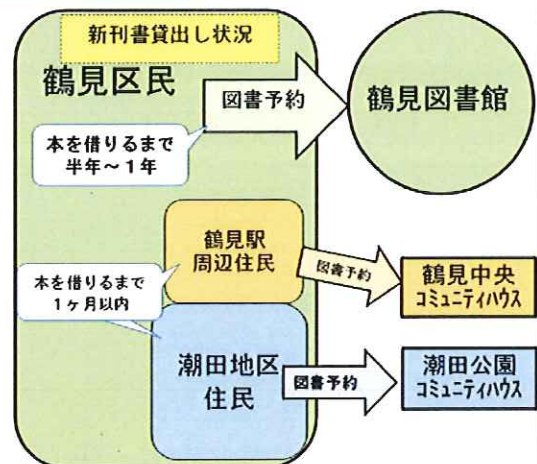 新刊書貸出し状況
鶴見区民
図書予約
鶴見図書館
本を借りるまで
半年～1年
鶴見駅
周辺住民
図書予約
鶴見中央
コミュニティハウス
本を借りるまで
1ヶ月以内
潮田地区
住民
図書予約
潮田公園
コミュニティハウス